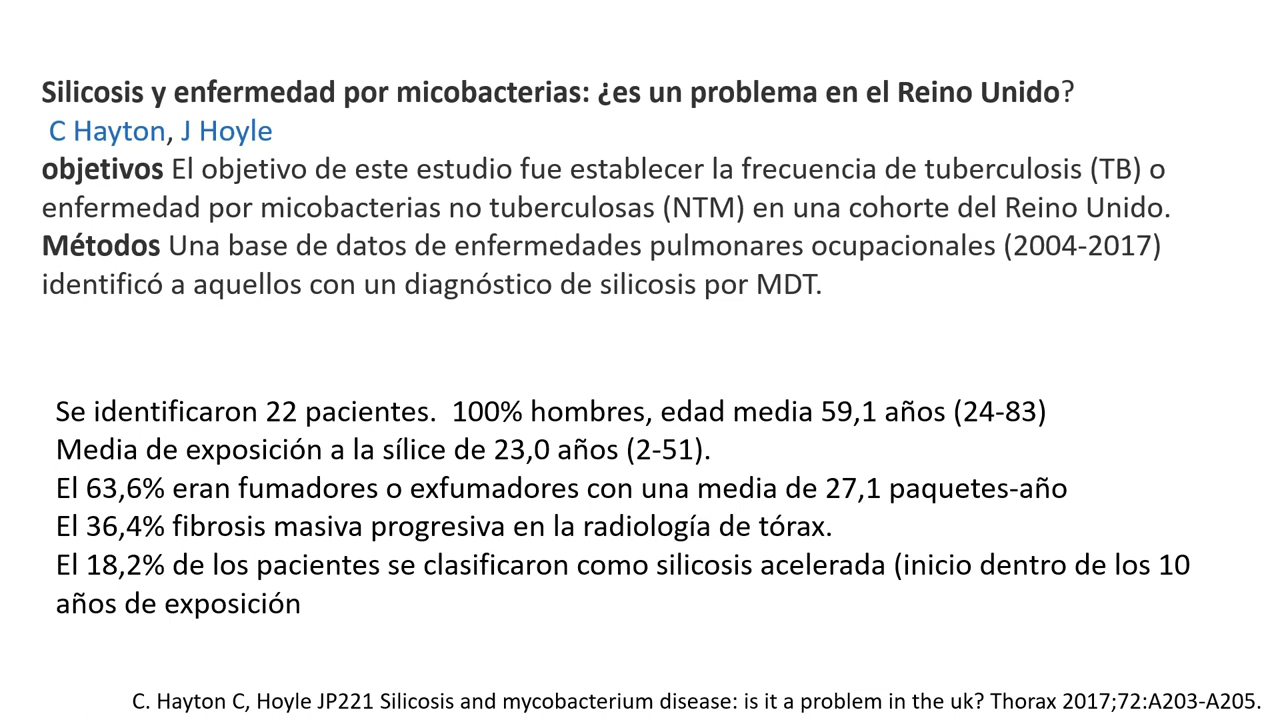 Silicosis y enfermedad por micobacterias: ¿es un problema en el Reino Unido?
C Hayton, J Hoyle
objetivos El objetivo de este estudio fue establecer la frecuencia de tuberculosis (TB) o
enfermedad por micobacterias no tuberculosas (NTM) en una cohorte del Reino Unido.
Métodos Una base de datos de enfermedades pulmonares ocupacionales (2004-2017)
identificó a aquellos con un diagnóstico de silicosis por MDT.
Se identificaron 22 pacientes.  100% hombres, edad media 59,1 años (24-83)
Media de exposición a la sílice de 23,0 años (2-51).
El 63,6% eran fumadores o exfumadores con una media de 27,1 paquetes-año
El 36,4% fibrosis masiva progresiva en la radiología de tórax.
El 18,2% de los pacientes se clasificaron como silicosis acelerada (inicio dentro de los 10
años de exposición
C. Hayton C, Hoyle JP221 Silicosis and mycobacterium disease: is it a problem in the uk? Thorax 2017;72:A203-A205.